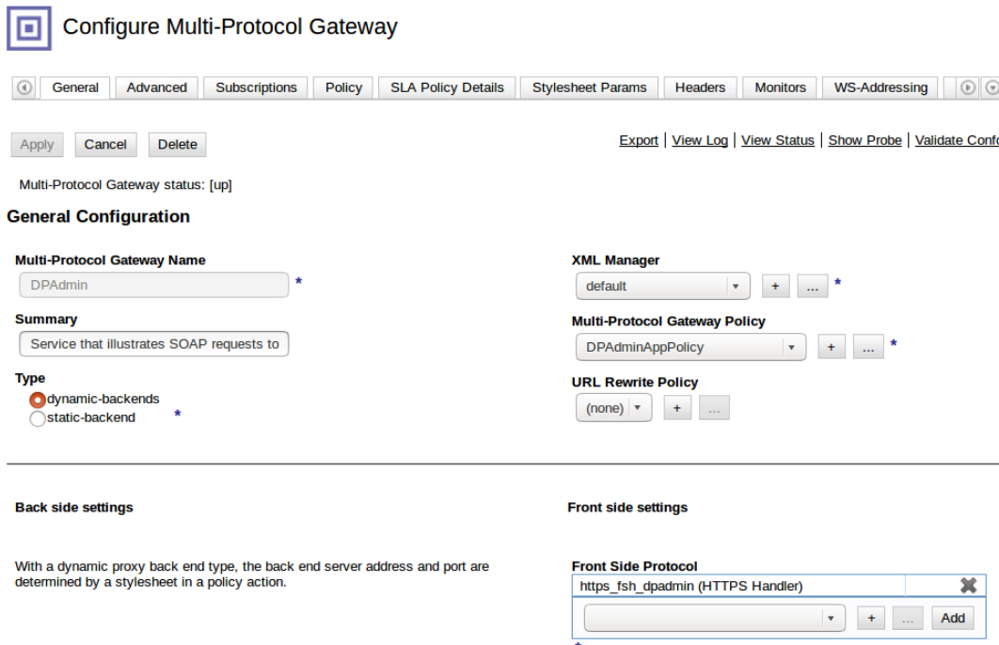 Configure Multi-Protocol Gateway
General Advanced Subscriptions Policy SLA Policy Details Stylesheet Params Headers Monitors WS-Addressing
Apply Cancel Delete Export | View Log | View Status | Show Probe | Validate Confo
Multi-Protocol Gateway status: [up]
General Configuration
Multi-Protocol Gateway Name
DPAdmin *
Summary
Service that illustrates SOAP requests to
Type
dynamic-backends
static-backend *
XML Manager
default + ... *
Multi-Protocol Gateway Policy
DPAdminAppPolicy + ... *
URL Rewrite Policy
(none) + ...
Back side settings
With a dynamic proxy back end type, the back end server address and port are
determined by a stylesheet in a policy action.
Front side settings
Front Side Protocol
https_fsh_dpadmin (HTTPS Handler)
+ ... Add
*